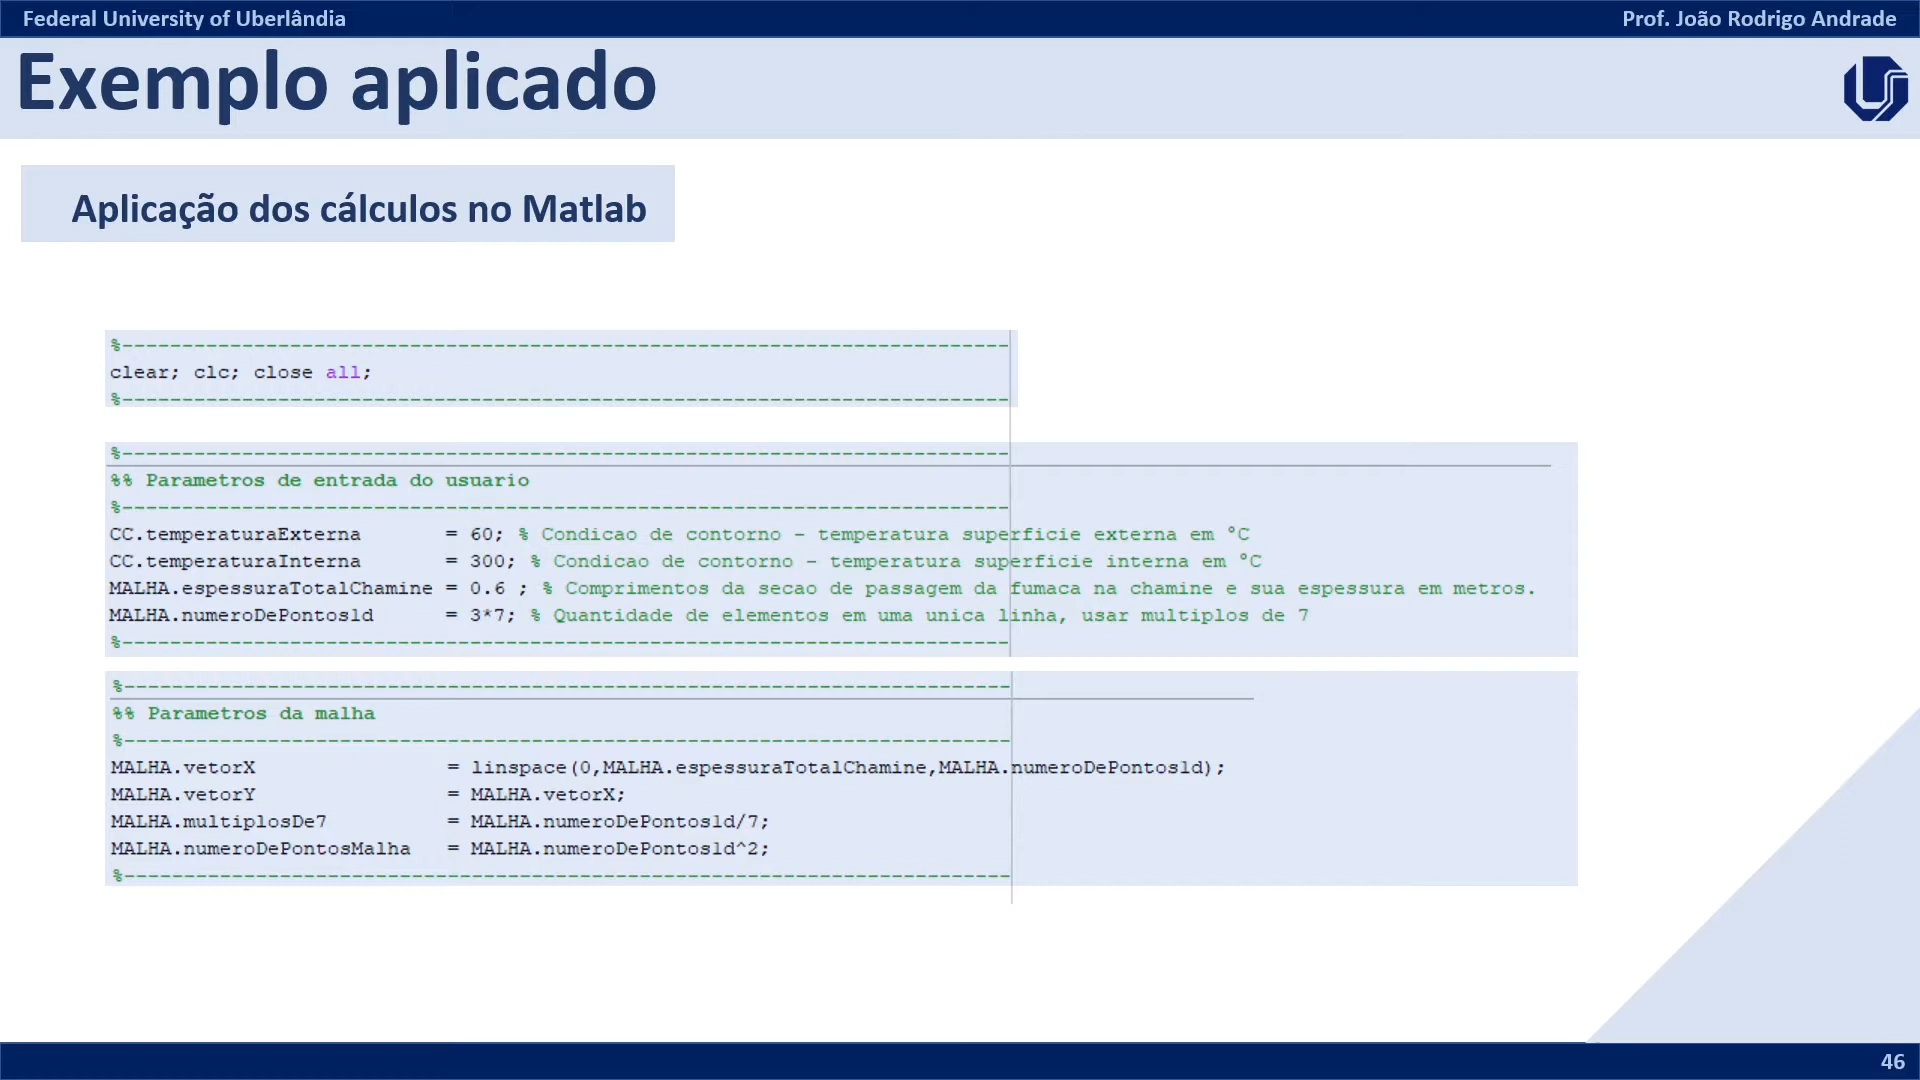 Federal University of Uberlândia
Prof. João Rodrigo Andrade
Exemplo aplicado
Aplicação dos cálculos no Matlab
%--------------------------------------------------------------------------
clear; clc; close all;
%--------------------------------------------------------------------------
%--------------------------------------------------------------------------
%% Parametros de entrada do usuario
%--------------------------------------------------------------------------
CC.temperaturaExterna       = 60; % Condicao de contorno - temperatura superficie externa em °C
CC.temperaturaInterna       = 300; % Condicao de contorno - temperatura superficie interna em °C
MALHA.espessuraTotalChamine = 0.6 ; % Comprimentos da secao de passagem da fumaca na chamine e sua espessura em metros.
MALHA.numeroDePontos1d      = 3*7; % Quantidade de elementos em uma unica linha, usar multiplos de 7
%--------------------------------------------------------------------------
%--------------------------------------------------------------------------
%% Parametros da malha
%--------------------------------------------------------------------------
MALHA.vetorX                = linspace(0,MALHA.espessuraTotalChamine,MALHA.numeroDePontos1d);
MALHA.vetorY                = MALHA.vetorX;
MALHA.multiplosDe7          = MALHA.numeroDePontos1d/7;
MALHA.numeroDePontosMalha   = MALHA.numeroDePontos1d^2;
%--------------------------------------------------------------------------
46